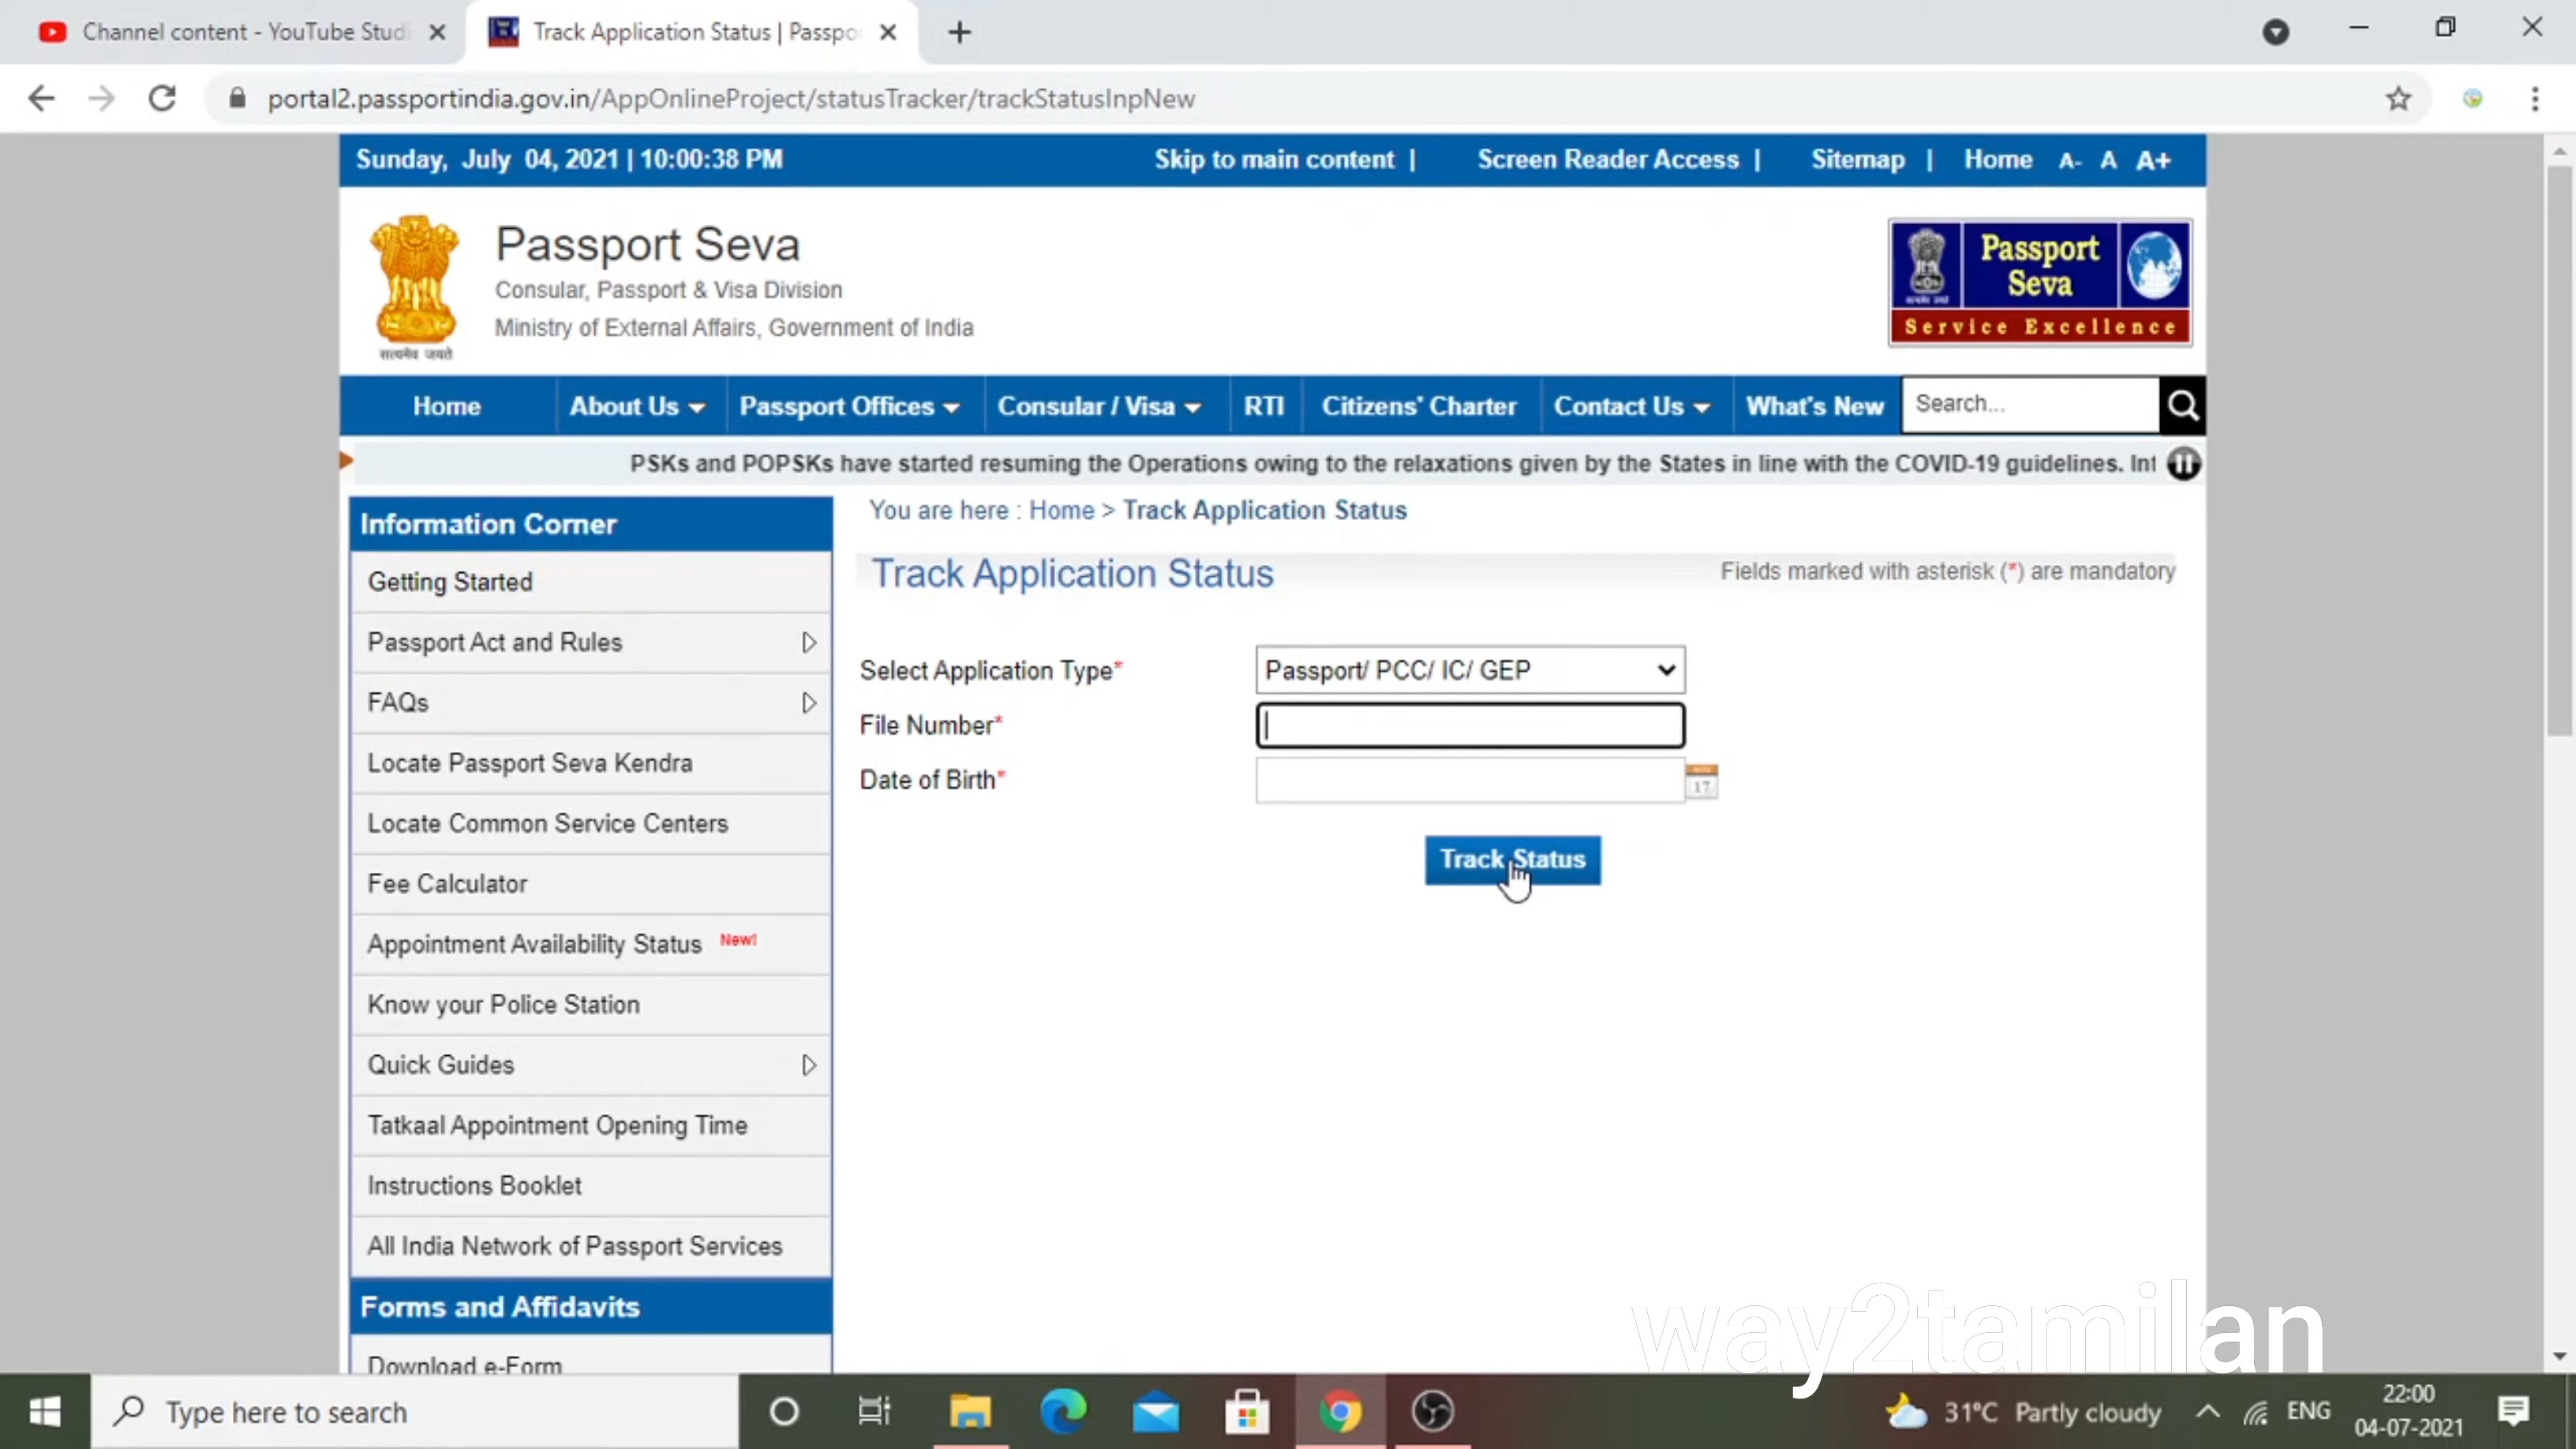 Channel content - YouTube Studi
Track Application Status | Passpo
portal2.passportindia.gov.in/AppOnlineProject/statusTracker/trackStatusInpNew
Sunday, July 04, 2021 | 10:00:38 PM
Skip to main content | Screen Reader Access | Sitemap | Home A- A A+
Passport Seva
Consular, Passport & Visa Division
Ministry of External Affairs, Government of India
सत्यमेव जयते
Passport
Seva
Service Excellence
Home About Us Passport Offices Consular / Visa RTI Citizens' Charter Contact Us What's New Search...
PSKs and POPSKs have started resuming the Operations owing to the relaxations given by the States in line with the COVID-19 guidelines. Int
Information Corner
Getting Started
Passport Act and Rules
FAQs
Locate Passport Seva Kendra
Locate Common Service Centers
Fee Calculator
Appointment Availability Status New!
Know your Police Station
Quick Guides
Tatkaal Appointment Opening Time
Instructions Booklet
All India Network of Passport Services
Forms and Affidavits
Download e-Form
You are here : Home > Track Application Status
Track Application Status
Fields marked with asterisk (*) are mandatory
Select Application Type* Passport/ PCC/ IC/ GEP
File Number*
Date of Birth*
17
Track Status
way2tamilan
Type here to search
31°C Partly cloudy
ENG
22:00
04-07-2021